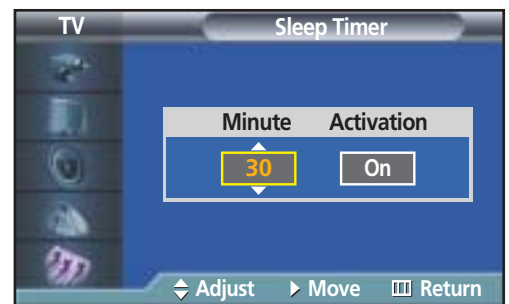 TV Sleep Timer
Minute Activation
30 On
Adjust Move Return